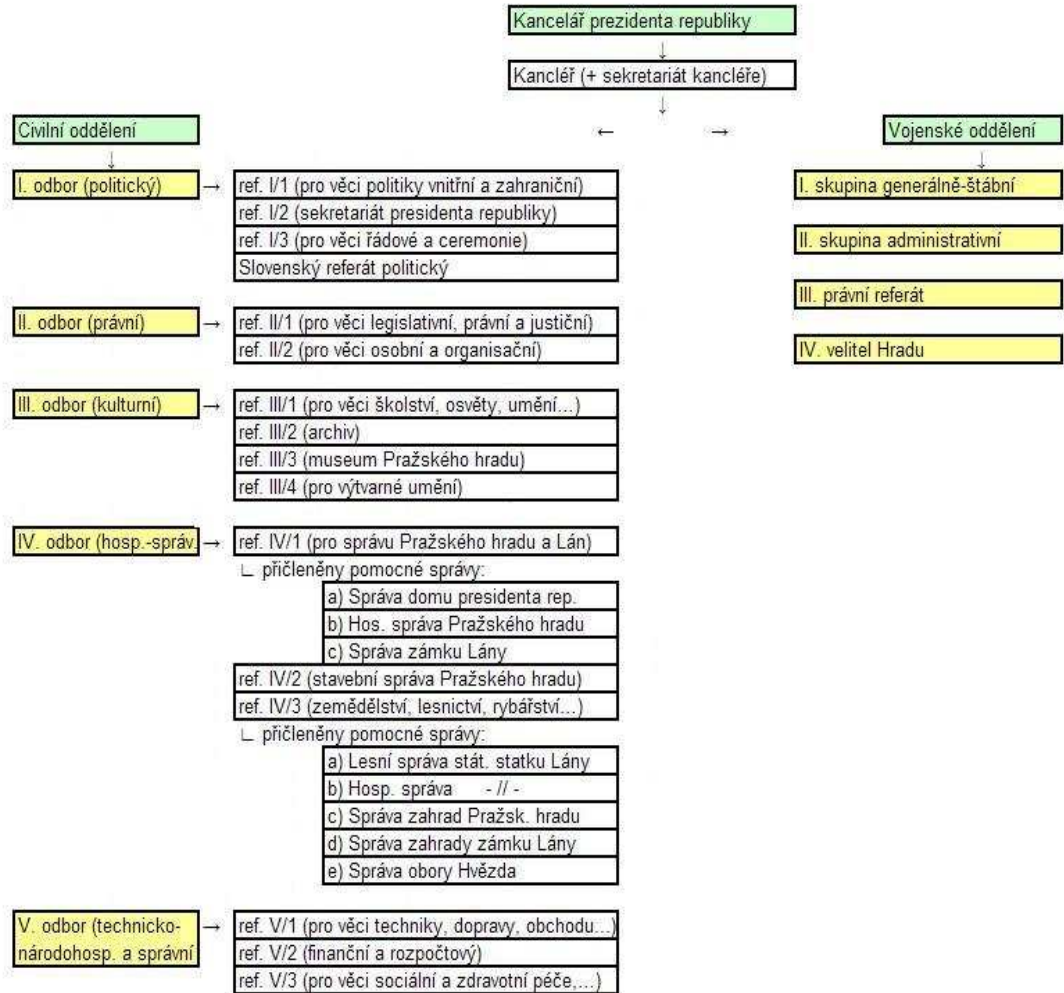 Kancelář prezidenta republiky
↓
Kancléř (+ sekretariát kancléře)
↓
← →
Civilní oddělení
↓
I. odbor (politický) →
ref. I/1 (pro věci politiky vnitřní a zahraniční)
ref. I/2 (sekretariát presidenta republiky)
ref. I/3 (pro věci řádové a ceremonie)
Slovenský referát politický
II. odbor (právní) →
ref. II/1 (pro věci legislativní, právní a justiční)
ref. II/2 (pro věci osobní a organisační)
III. odbor (kulturní) →
ref. III/1 (pro věci školství, osvěty, umění...)
ref. III/2 (archiv)
ref. III/3 (museum Pražského hradu)
ref. III/4 (pro výtvarné umění)
IV. odbor (hosp.-správ. →
ref. IV/1 (pro správu Pražského hradu a Lán)
∟ přičleněny pomocné správy:
a) Správa domu presidenta rep.
b) Hos. správa Pražského hradu
c) Správa zámku Lány
ref. IV/2 (stavební správa Pražského hradu)
ref. IV/3 (zemědělství, lesnictví, rybářství...)
∟ přičleněny pomocné správy:
a) Lesní správa stát. statku Lány
b) Hosp. správa - // -
c) Správa zahrad Pražsk. hradu
d) Správa zahrady zámku Lány
e) Správa obory Hvězda
V. odbor (technicko- →
národohosp. a správní
ref. V/1 (pro věci techniky, dopravy, obchodu...)
ref. V/2 (finanční a rozpočtový)
ref. V/3 (pro věci sociální a zdravotní péče,...)
Vojenské oddělení
↓
I. skupina generálně-štábní
II. skupina administrativní
III. právní referát
IV. velitel Hradu